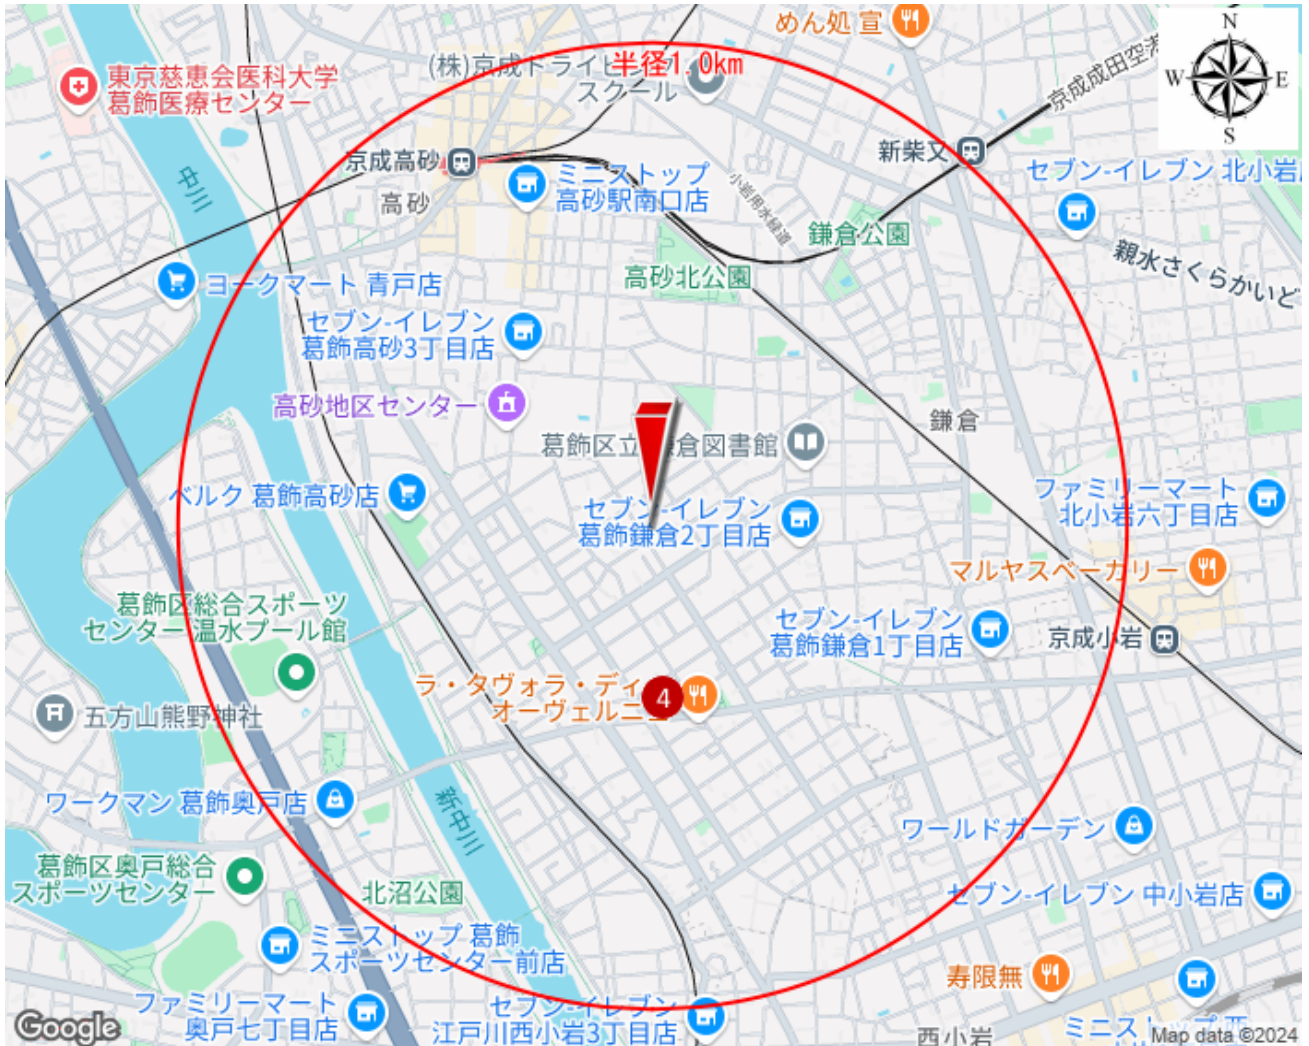 めん処 宣
N
W E
S
(株)京成ドライビング
スクール
半径1.0km
東京慈恵会医科大学
葛飾医療センター
京成成田空港
京成高砂
新柴又
セブン-イレブン 北小岩
中川
高砂
ミニストップ
高砂駅南口店
小岩用水緑道
鎌倉公園
親水さくらかいど
高砂北公園
ヨークマート 青戸店
セブン-イレブン
葛飾高砂3丁目店
高砂地区センター
鎌倉
葛飾区立鎌倉図書館
ベルク 葛飾高砂店
セブン-イレブン
葛飾鎌倉2丁目店
ファミリーマート
北小岩六丁目店
マルヤスベーカリー
葛飾区総合スポーツ
センター 温水プール館
セブン-イレブン
葛飾鎌倉1丁目店
京成小岩
ラ・タヴォラ・ディ
オーヴェルニュ
4
五方山熊野神社
ワークマン 葛飾奥戸店
新中川
ワールドガーデン
葛飾区奥戸総合
スポーツセンター
北沼公園
セブン-イレブン 中小岩店
ミニストップ 葛飾
スポーツセンター前店
寿限無
ファミリーマート
奥戸七丁目店
セブン-イレブン
江戸川西小岩3丁目店
西小岩
ミニストップ 西
Google
Map data ©2024